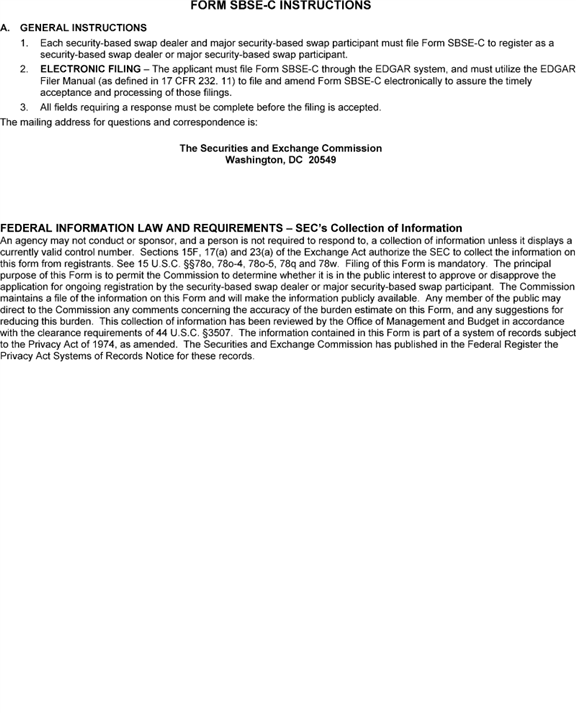 FORM SBSE-C INSTRUCTIONS
A. GENERAL INSTRUCTIONS
1. Each security-based swap dealer and major security-based swap participant must file Form SBSE-C to register as a
security-based swap dealer or major security-based swap participant.
2. ELECTRONIC FILING – The applicant must file Form SBSE-C through the EDGAR system, and must utilize the EDGAR
Filer Manual (as defined in 17 CFR 232. 11) to file and amend Form SBSE-C electronically to assure the timely
acceptance and processing of those filings.
3. All fields requiring a response must be complete before the filing is accepted.
The mailing address for questions and correspondence is:
The Securities and Exchange Commission
Washington, DC 20549
FEDERAL INFORMATION LAW AND REQUIREMENTS – SEC's Collection of Information
An agency may not conduct or sponsor, and a person is not required to respond to, a collection of information unless it displays a
currently valid control number. Sections 15F, 17(a) and 23(a) of the Exchange Act authorize the SEC to collect the information on
this form from registrants. See 15 U.S.C. §§78o, 78o-4, 78o-5, 78q and 78w. Filing of this Form is mandatory. The principal
purpose of this Form is to permit the Commission to determine whether it is in the public interest to approve or disapprove the
application for ongoing registration by the security-based swap dealer or major security-based swap participant. The Commission
maintains a file of the information on this Form and will make the information publicly available. Any member of the public may
direct to the Commission any comments concerning the accuracy of the burden estimate on this Form, and any suggestions for
reducing this burden. This collection of information has been reviewed by the Office of Management and Budget in accordance
with the clearance requirements of 44 U.S.C. §3507. The information contained in this Form is part of a system of records subject
to the Privacy Act of 1974, as amended. The Securities and Exchange Commission has published in the Federal Register the
Privacy Act Systems of Records Notice for these records.